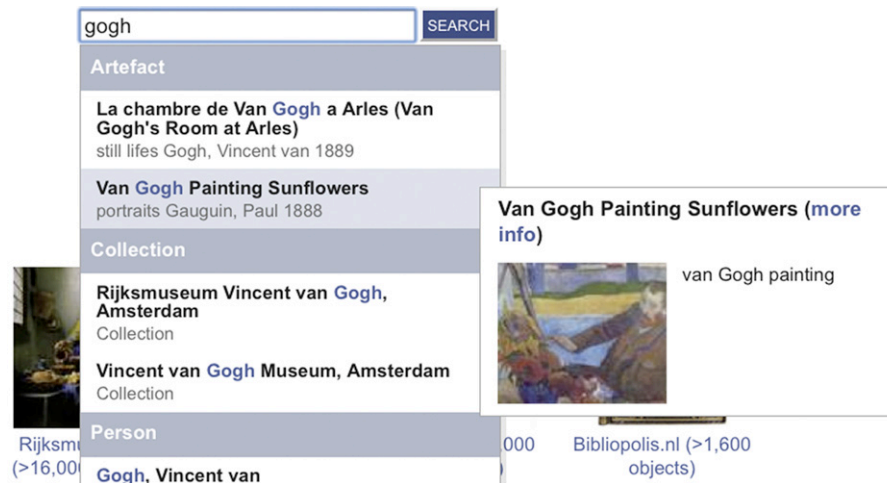 gogh
SEARCH
Artefact
La chambre de Van Gogh a Arles (Van
Gogh's Room at Arles)
still lifes Gogh, Vincent van 1889
Van Gogh Painting Sunflowers
portraits Gauguin, Paul 1888
Collection
Rijksmuseum Vincent van Gogh,
Amsterdam
Collection
Vincent van Gogh Museum, Amsterdam
Collection
Person
Gogh, Vincent van
Van Gogh Painting Sunflowers (more
info)
van Gogh painting
(>16,00
,000
Bibliopolis.nl (>1,600
objects)